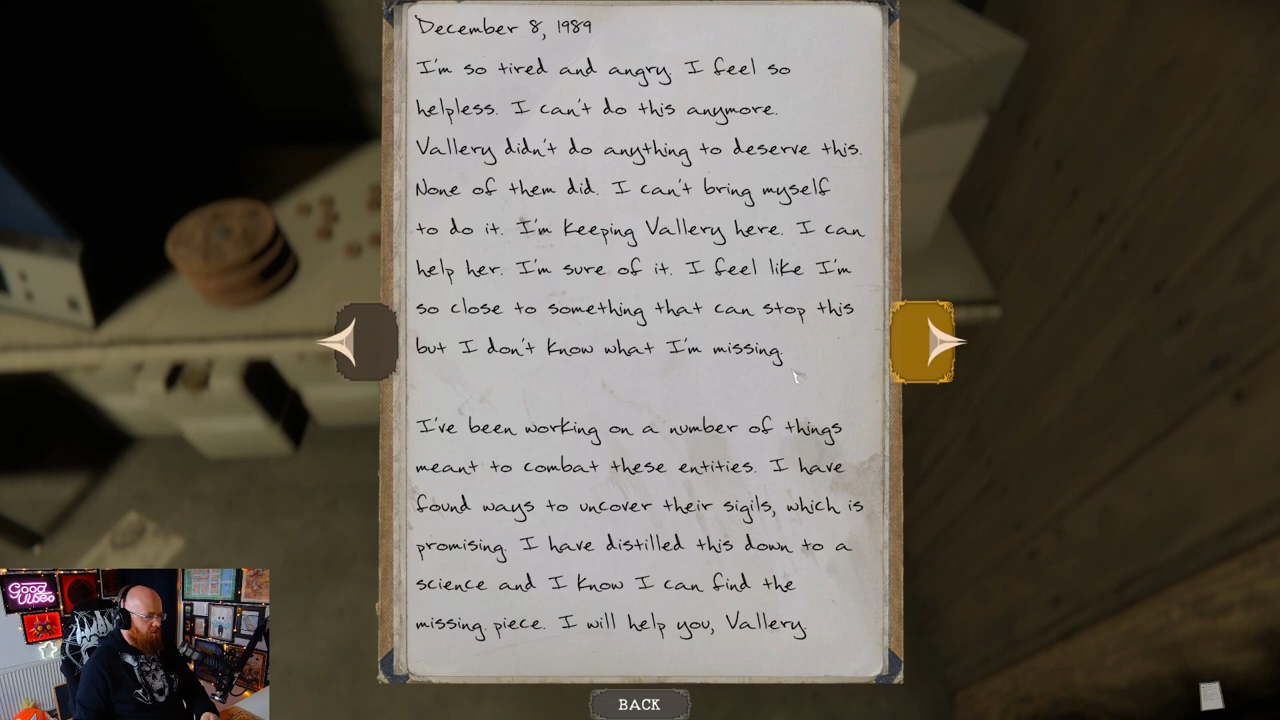 December 8, 1989
I'm so tired and angry. I feel so
helpless. I can't do this anymore.
Vallery didn't do anything to deserve this.
None of them did. I can't bring myself
to do it. I'm keeping Vallery here. I can
help her. I'm sure of it. I feel like I'm
so close to something that can stop this
but I don't know what I'm missing.
I've been working on a number of things
meant to combat these entities. I have
found ways to uncover their sigils, which is
promising. I have distilled this down to a
science and I know I can find the
missing piece. I will help you, Vallery.
GOOD
VIBES
BACK